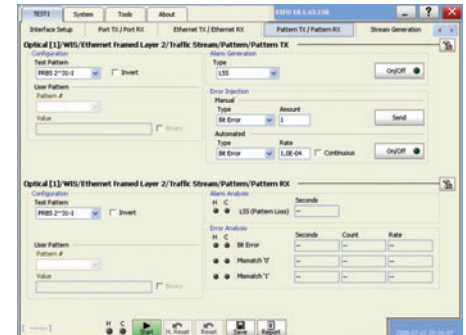 TEST1 System Tools About EXFO 10.1.43.150 ? X
Interface Setup Port TX / Port RX Ethernet TX / Ethernet RX Pattern TX / Pattern RX Stream Generation
Optical [1]/WIS/Ethernet Framed Layer 2/Traffic Stream/Pattern/Pattern TX
Configuration Alarm Generation
Test Pattern Type
PRBS 2^31-1 Invert LSS On/Off
User Pattern Error Injection
Pattern # Manual
Type Amount
Value Bit Error 1 Send
Binary Automated
Type Rate
Bit Error 1,0E-04 Continuous On/Off
Optical [1]/WIS/Ethernet Framed Layer 2/Traffic Stream/Pattern/Pattern RX
Configuration Alarm Analysis
Test Pattern H C Seconds
PRBS 2^31-1 Invert LSS (Pattern Loss) --
Error Analysis
H C Seconds Count Rate
User Pattern Bit Error -- -- --
Pattern #
Mismatch '0' -- -- --
Value
Binary Mismatch '1' -- -- --
[ ------ ] H C Start H. Reset Reset Save Report